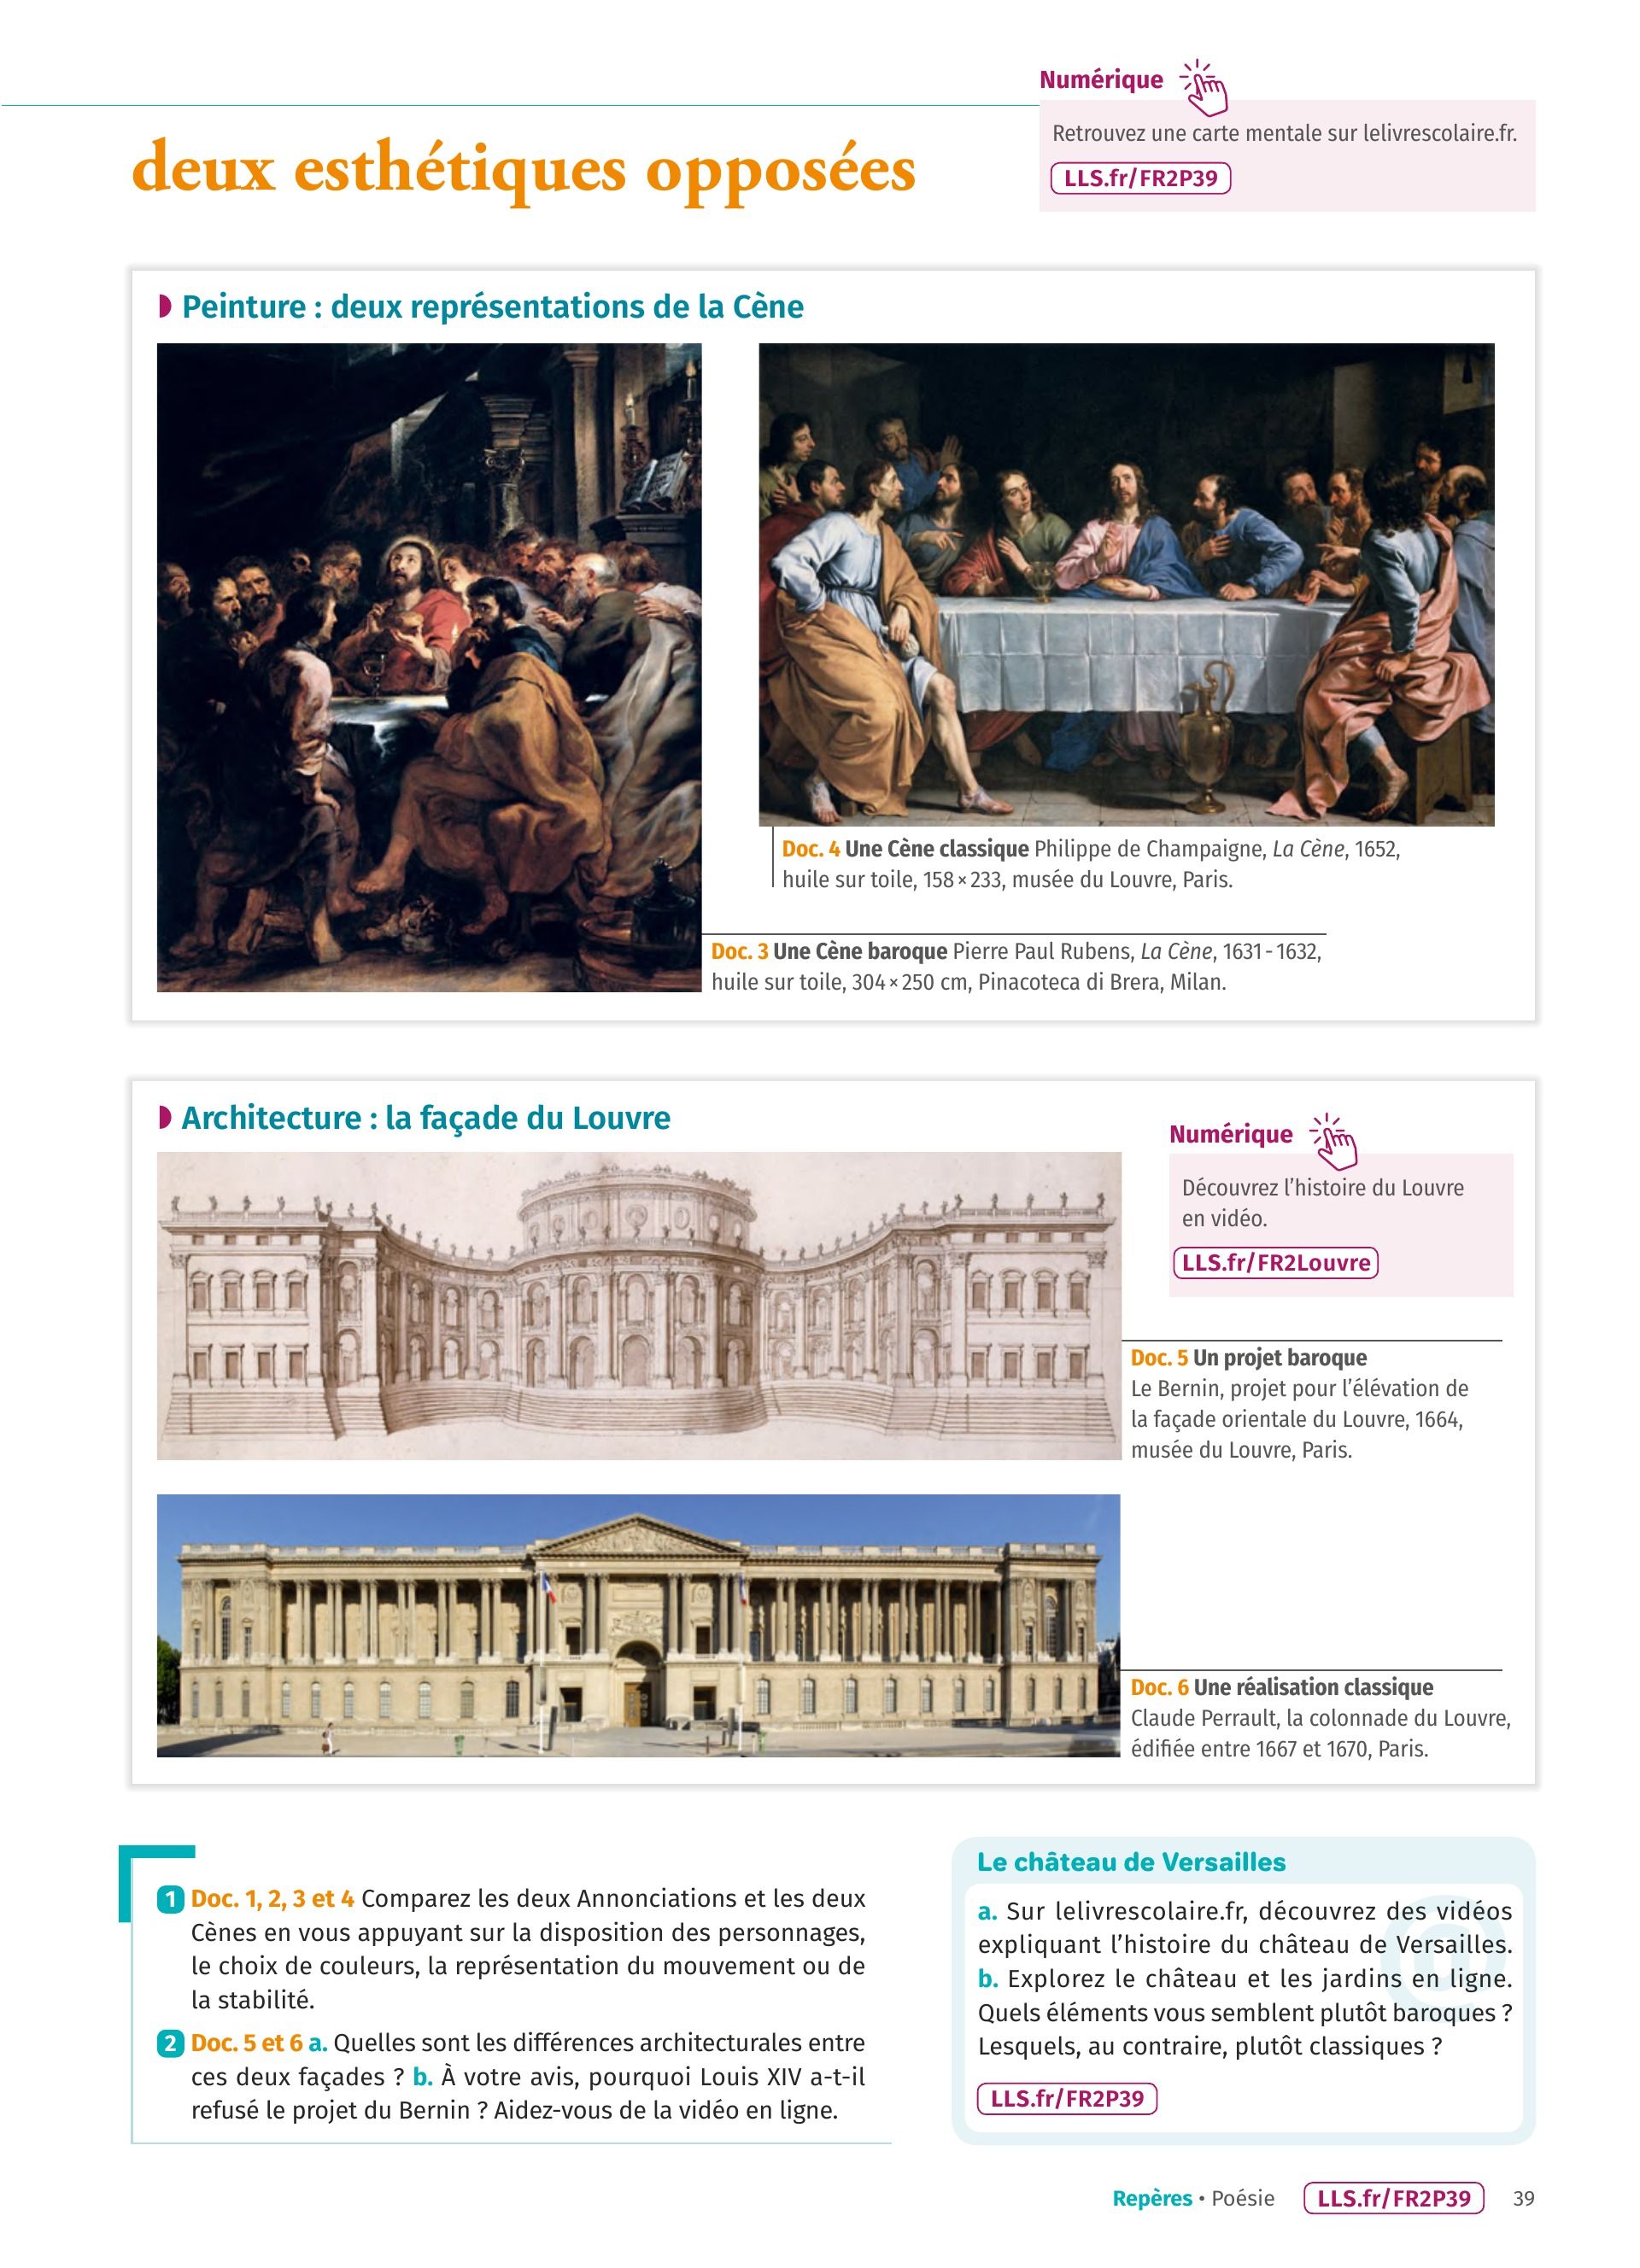 Numérique
deux esthétiques opposées
Retrouvez une carte mentale sur lelivrescolaire.fr.
LLS.fr/FR2P39
Peinture : deux représentations de la Cène
Doc. 4 Une Cène classique Philippe de Champaigne, La Cène, 1652,
huile sur toile, 158 × 233, musée du Louvre, Paris.
Doc. 3 Une Cène baroque Pierre Paul Rubens, La Cène, 1631 - 1632,
huile sur toile, 304 × 250 cm, Pinacoteca di Brera, Milan.
Architecture : la façade du Louvre
Numérique
Découvrez l’histoire du Louvre
en vidéo.
LLS.fr/FR2Louvre
Doc. 5 Un projet baroque
Le Bernin, projet pour l’élévation de
la façade orientale du Louvre, 1664,
musée du Louvre, Paris.
Doc. 6 Une réalisation classique
Claude Perrault, la colonnade du Louvre,
édifiée entre 1667 et 1670, Paris.
1 Doc. 1, 2, 3 et 4 Comparez les deux Annonciations et les deux
Cènes en vous appuyant sur la disposition des personnages,
le choix de couleurs, la représentation du mouvement ou de
la stabilité.
2 Doc. 5 et 6 a. Quelles sont les différences architecturales entre
ces deux façades ? b. À votre avis, pourquoi Louis XIV a-t-il
refusé le projet du Bernin ? Aidez-vous de la vidéo en ligne.
Le château de Versailles
a. Sur lelivrescolaire.fr, découvrez des vidéos
expliquant l’histoire du château de Versailles.
b. Explorez le château et les jardins en ligne.
Quels éléments vous semblent plutôt baroques ?
Lesquels, au contraire, plutôt classiques ?
LLS.fr/FR2P39
@
Repères • Poésie LLS.fr/FR2P39 39